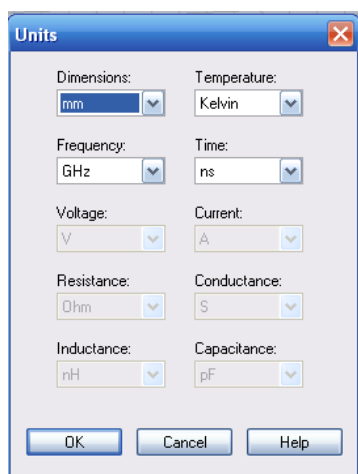 Units
Dimensions: Temperature:
mm Kelvin
Frequency: Time:
GHz ns
Voltage: Current:
V A
Resistance: Conductance:
Ohm S
Inductance: Capacitance:
nH pF
OK Cancel Help